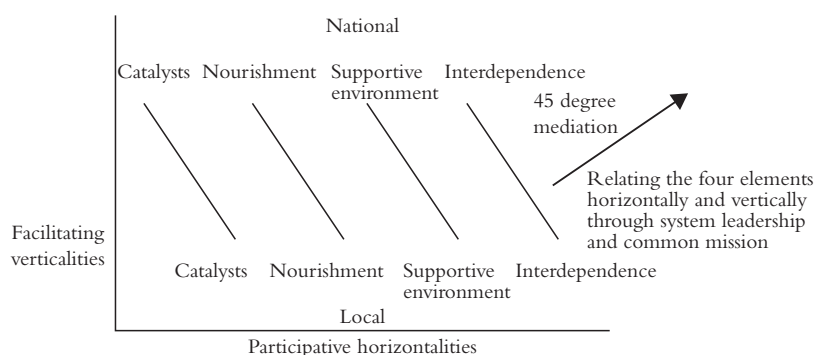 National
Catalysts Nourishment Supportive environment Interdependence
45 degree
mediation
Relating the four elements
horizontally and vertically
through system leadership
and common mission
Facilitating
verticalities
Catalysts Nourishment Supportive environment Interdependence
Local
Participative horizontalities